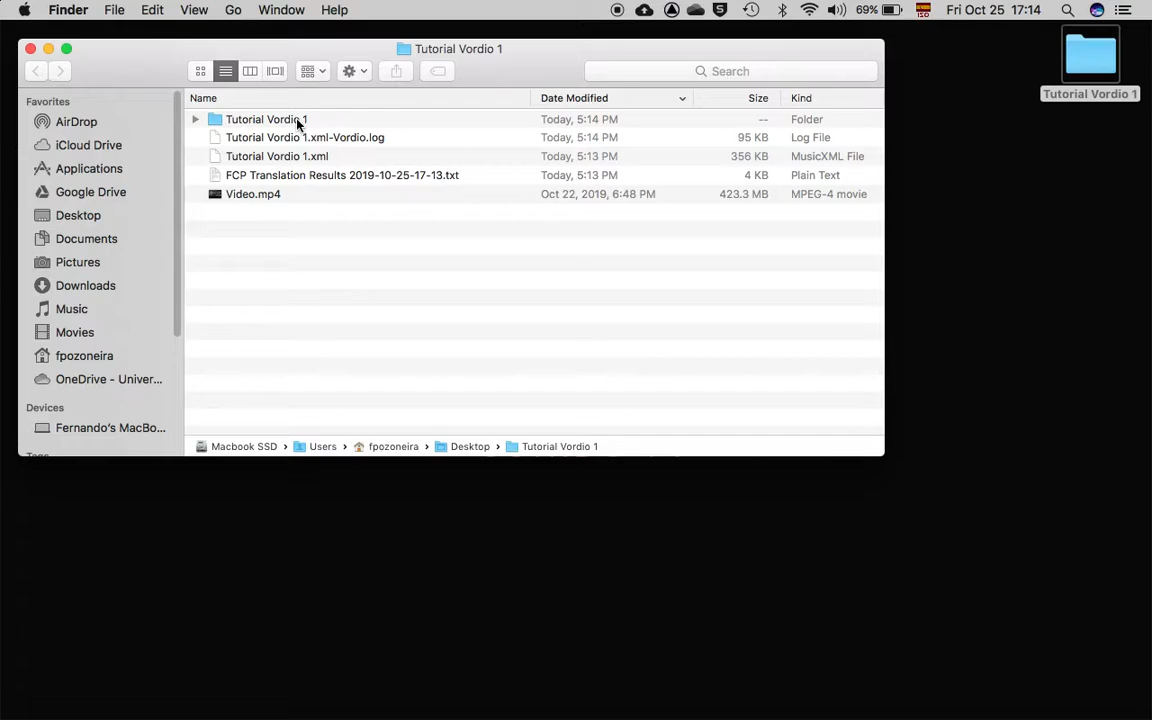 Finder File Edit View Go Window Help 69% ISO Fri Oct 25 17:14
Tutorial Vordio 1
Search
Tutorial Vordio 1
Favorites
AirDrop
iCloud Drive
Applications
Google Drive
Desktop
Documents
Pictures
Downloads
Music
Movies
fpozoneira
OneDrive - Univer...
Devices
Fernando's MacBo...
Name Date Modified Size Kind
Tutorial Vordio 1 Today, 5:14 PM -- Folder
Tutorial Vordio 1.xml-Vordio.log Today, 5:14 PM 95 KB Log File
Tutorial Vordio 1.xml Today, 5:13 PM 356 KB MusicXML File
FCP Translation Results 2019-10-25-17-13.txt Today, 5:13 PM 4 KB Plain Text
Video.mp4 Oct 22, 2019, 6:48 PM 423.3 MB MPEG-4 movie
Macbook SSD › Users › fpozoneira › Desktop › Tutorial Vordio 1